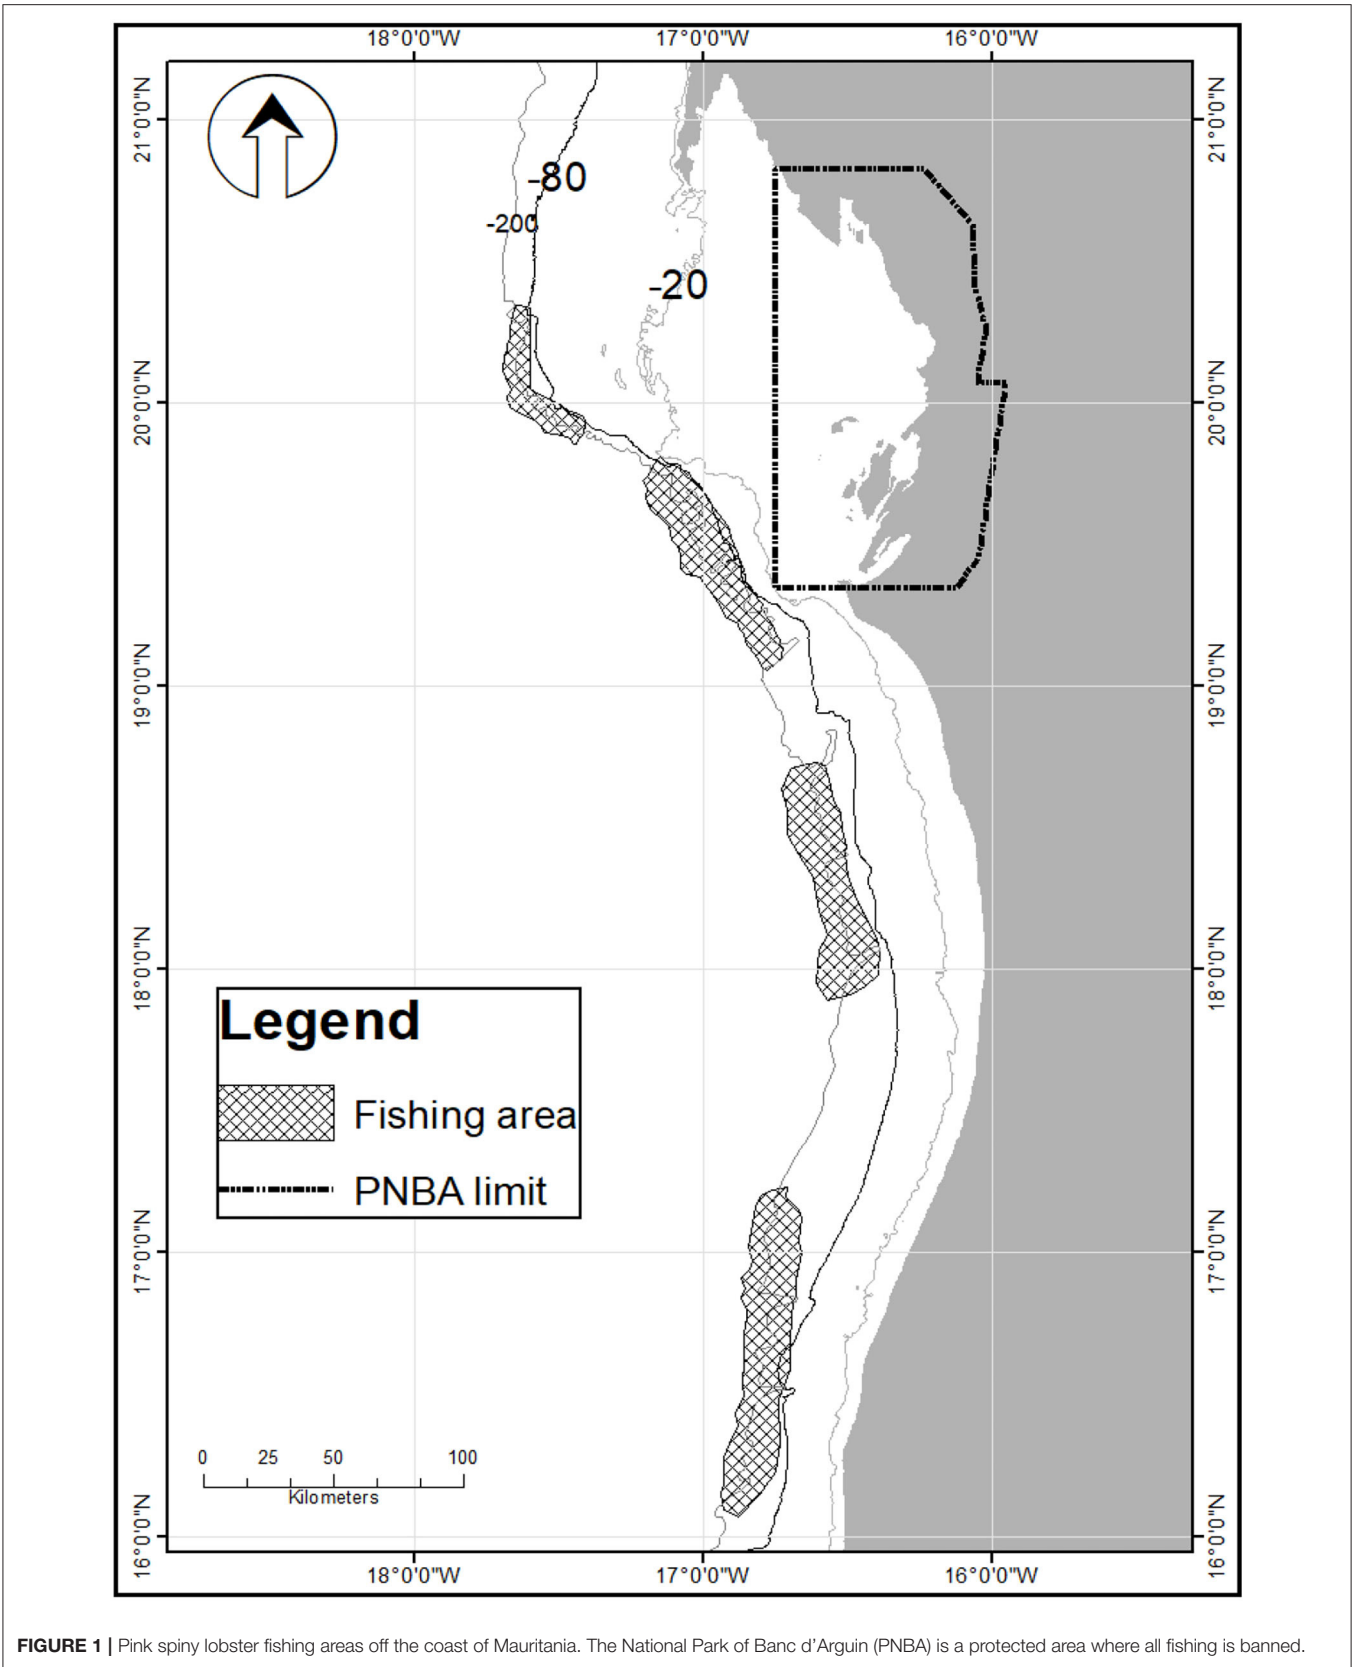 18°0'0"W 17°0'0"W 16°0'0"W
21°0'0"N 21°0'0"N
-80
-200
-20
20°0'0"N 20°0'0"N
19°0'0"N 19°0'0"N
18°0'0"N 18°0'0"N
Legend
Fishing area
PNBA limit
17°0'0"N 17°0'0"N
0 25 50 100
Kilometers
16°0'0"N 16°0'0"N
18°0'0"W 17°0'0"W 16°0'0"W
FIGURE 1 | Pink spiny lobster fishing areas off the coast of Mauritania. The National Park of Banc d'Arguin (PNBA) is a protected area where all fishing is banned.